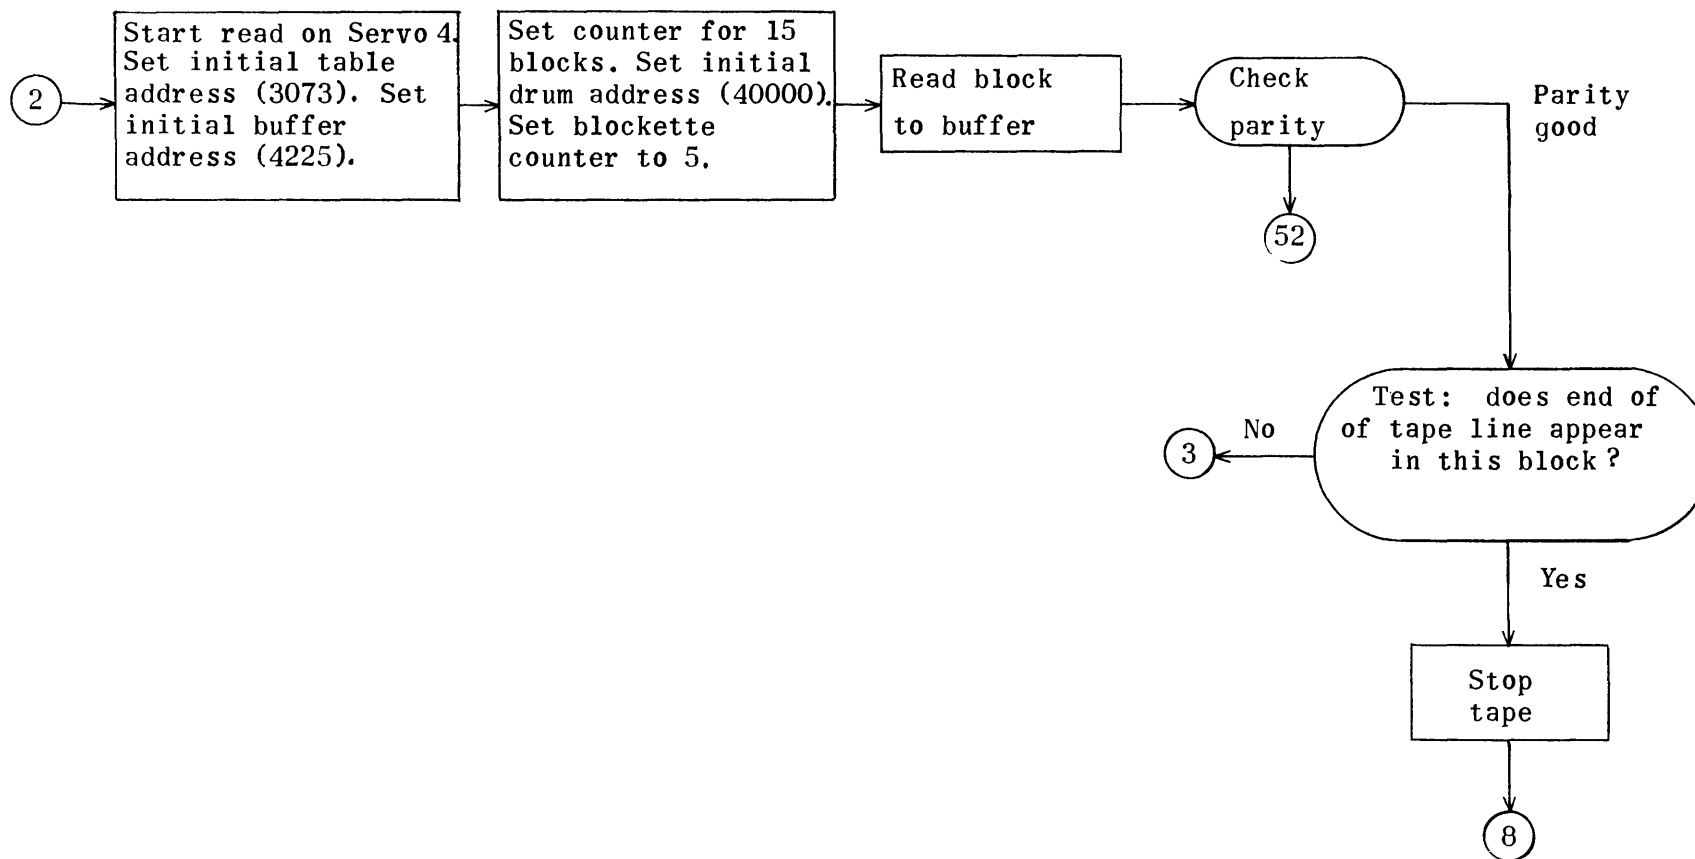 2
Start read on Servo 4.
Set initial table
address (3073). Set
initial buffer
address (4225).
Set counter for 15
blocks. Set initial
drum address (40000).
Set blockette
counter to 5.
Read block
to buffer
Check
parity
Parity
good
52
Test: does end of
of tape line appear
in this block?
No
3
Yes
Stop
tape
8